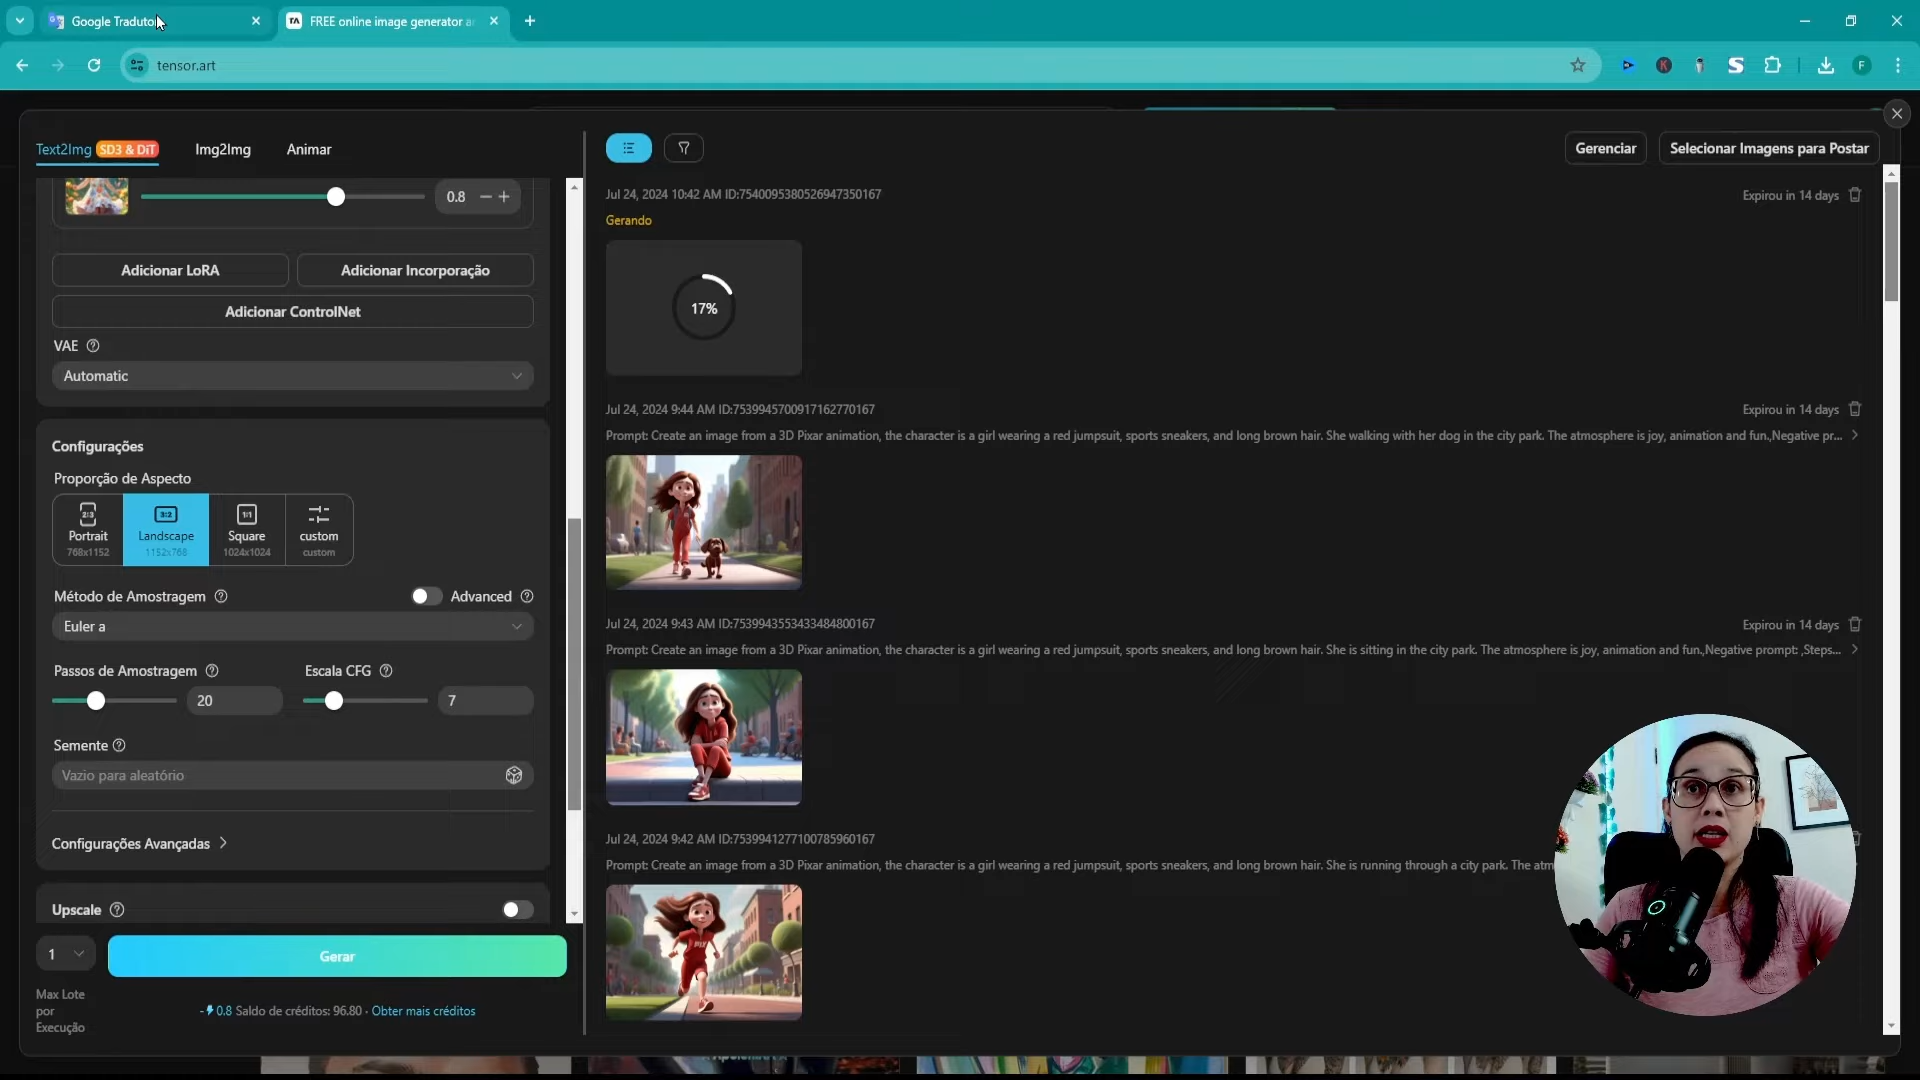 Google Tradutor
FREE online image generator a
tensor.art
Text2Img SD3 & DiT
Img2Img
Animar
0.8
Adicionar LoRA
Adicionar Incorporação
Adicionar ControlNet
VAE
Automatic
Configurações
Proporção de Aspecto
2:3
3:2
1:1
Portrait
Landscape
Square
custom
768x1152
1152x768
1024x1024
custom
Método de Amostragem
Advanced
Euler a
Passos de Amostragem
Escala CFG
20
7
Semente
Vazio para aleatório
Configurações Avançadas
Upscale
1
Gerar
Max Lote
por
Execução
- 0.8 Saldo de créditos: 96.80 · Obter mais créditos
Gerenciar
Selecionar Imagens para Postar
Jul 24, 2024 10:42 AM ID:7540095380526947350167
Expirou in 14 days
Gerando
17%
Jul 24, 2024 9:44 AM ID:7539945700917162770167
Expirou in 14 days
Prompt: Create an image from a 3D Pixar animation, the character is a girl wearing a red jumpsuit, sports sneakers, and long brown hair. She walking with her dog in the city park. The atmosphere is joy, animation and fun.,Negative pr...
Jul 24, 2024 9:43 AM ID:7539943553433484800167
Expirou in 14 days
Prompt: Create an image from a 3D Pixar animation, the character is a girl wearing a red jumpsuit, sports sneakers, and long brown hair. She is sitting in the city park. The atmosphere is joy, animation and fun.,Negative prompt: ,Steps...
Jul 24, 2024 9:42 AM ID:7539941277100785960167
Prompt: Create an image from a 3D Pixar animation, the character is a girl wearing a red jumpsuit, sports sneakers, and long brown hair. She is running through a city park. The atm